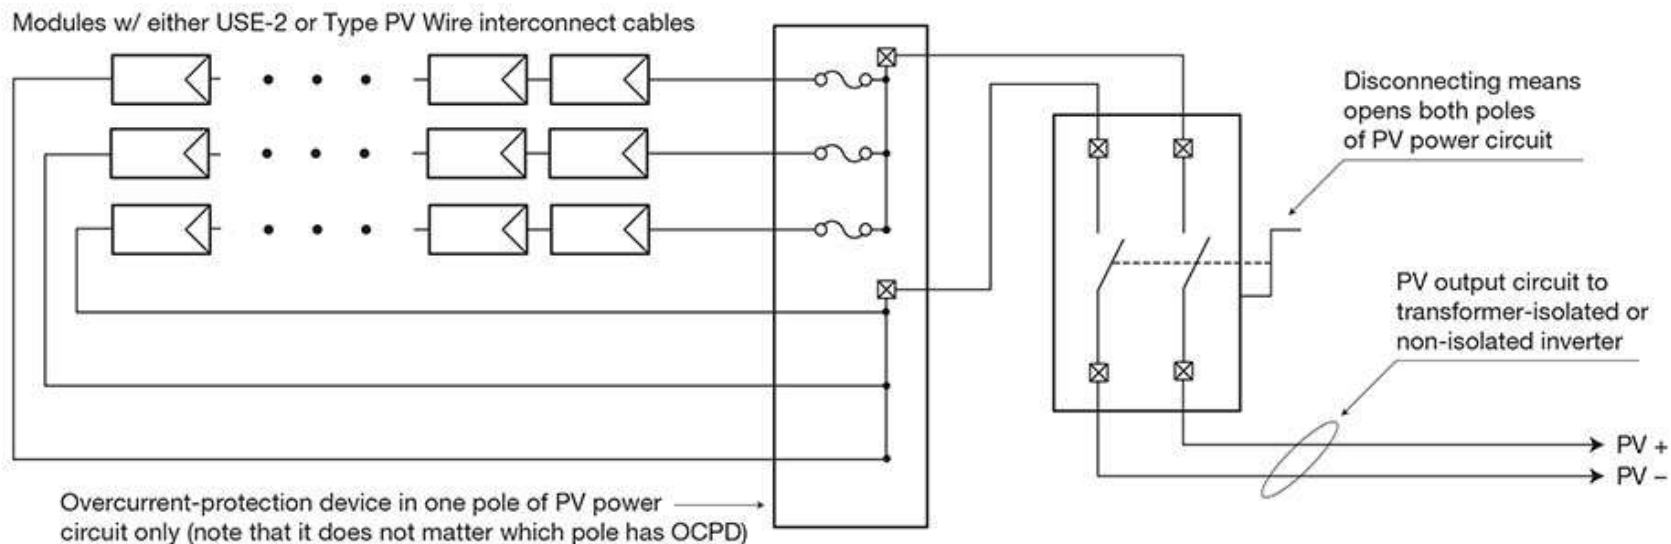 Modules w/ either USE-2 or Type PV Wire interconnect cables
Disconnecting means
opens both poles
of PV power circuit
PV output circuit to
transformer-isolated or
non-isolated inverter
PV +
PV –
Overcurrent-protection device in one pole of PV power
circuit only (note that it does not matter which pole has OCPD)